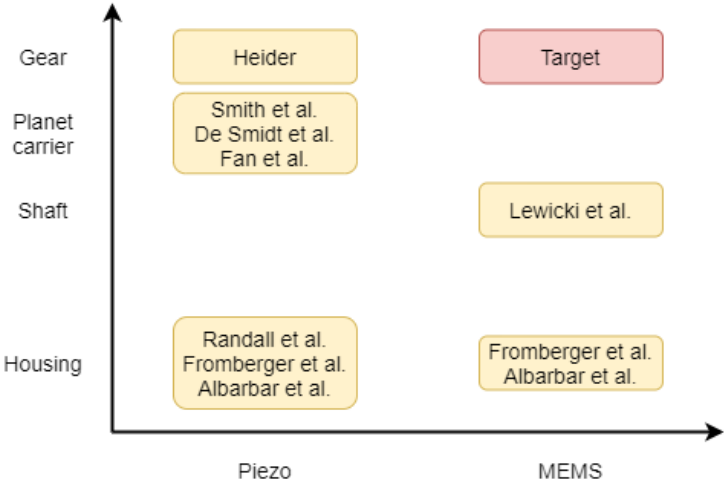 Gear
Heider
Target
Planet
carrier
Smith et al.
De Smidt et al.
Fan et al.
Shaft
Lewicki et al.
Housing
Randall et al.
Fromberger et al.
Albarbar et al.
Fromberger et al.
Albarbar et al.
Piezo
MEMS